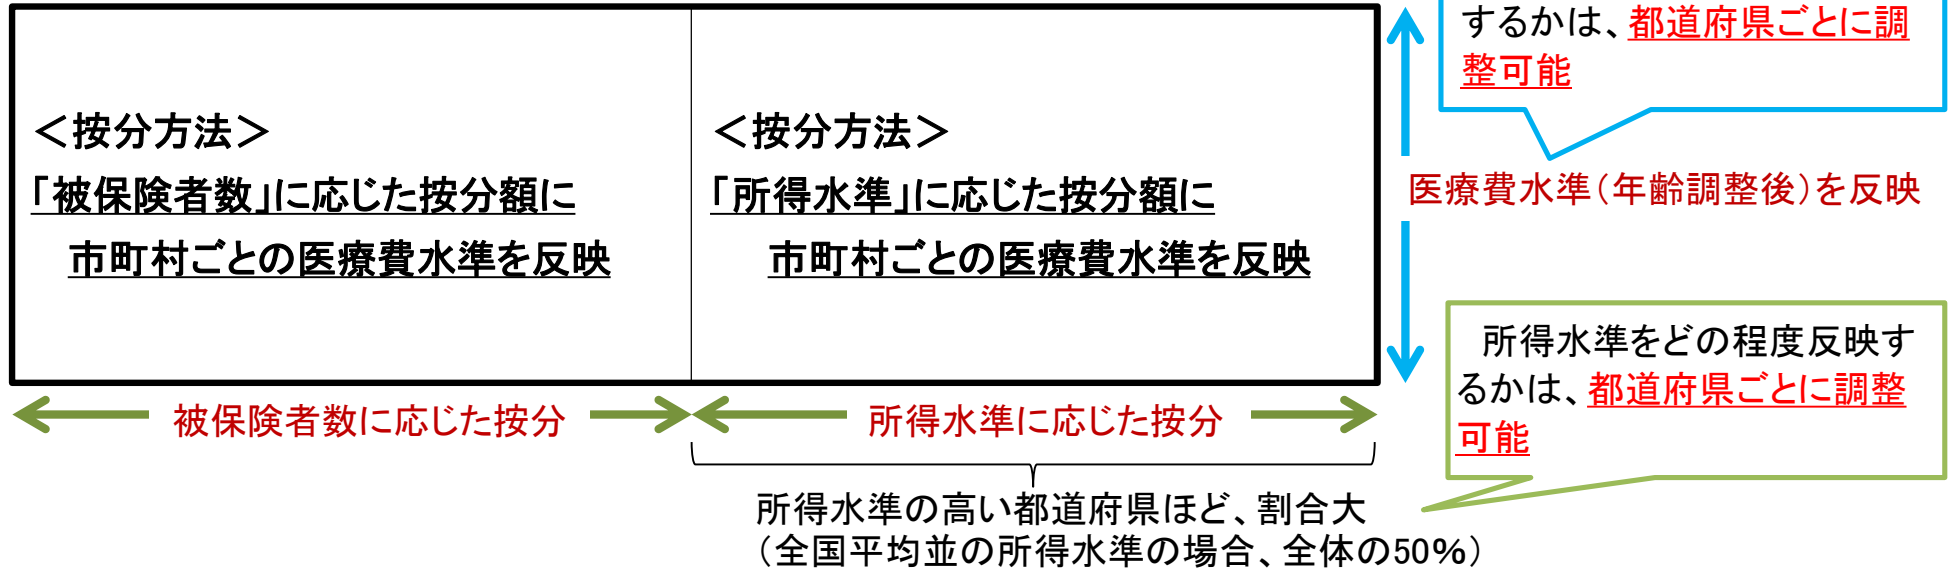 するかは、都道府県ごとに調
整可能
＜按分方法＞
「被保険者数」に応じた按分額に
市町村ごとの医療費水準を反映
＜按分方法＞
「所得水準」に応じた按分額に
市町村ごとの医療費水準を反映
医療費水準（年齢調整後）を反映
所得水準をどの程度反映す
るかは、都道府県ごとに調整
可能
被保険者数に応じた按分
所得水準に応じた按分
所得水準の高い都道府県ほど、割合大
（全国平均並の所得水準の場合、全体の50％）